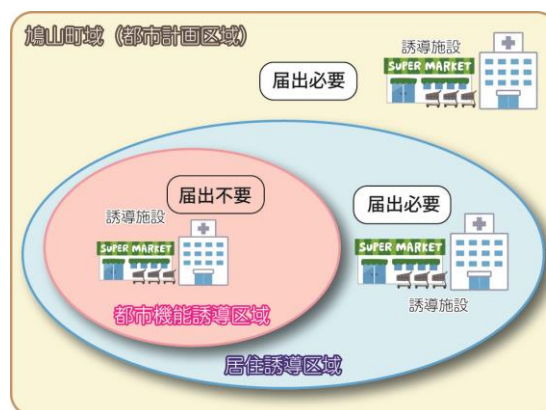 鳩山町域（都市計画区域）
誘導施設
SUPER MARKET
届出必要
届出不要
誘導施設
SUPER MARKET
届出必要
SUPER MARKET
誘導施設
都市機能誘導区域
居住誘導区域